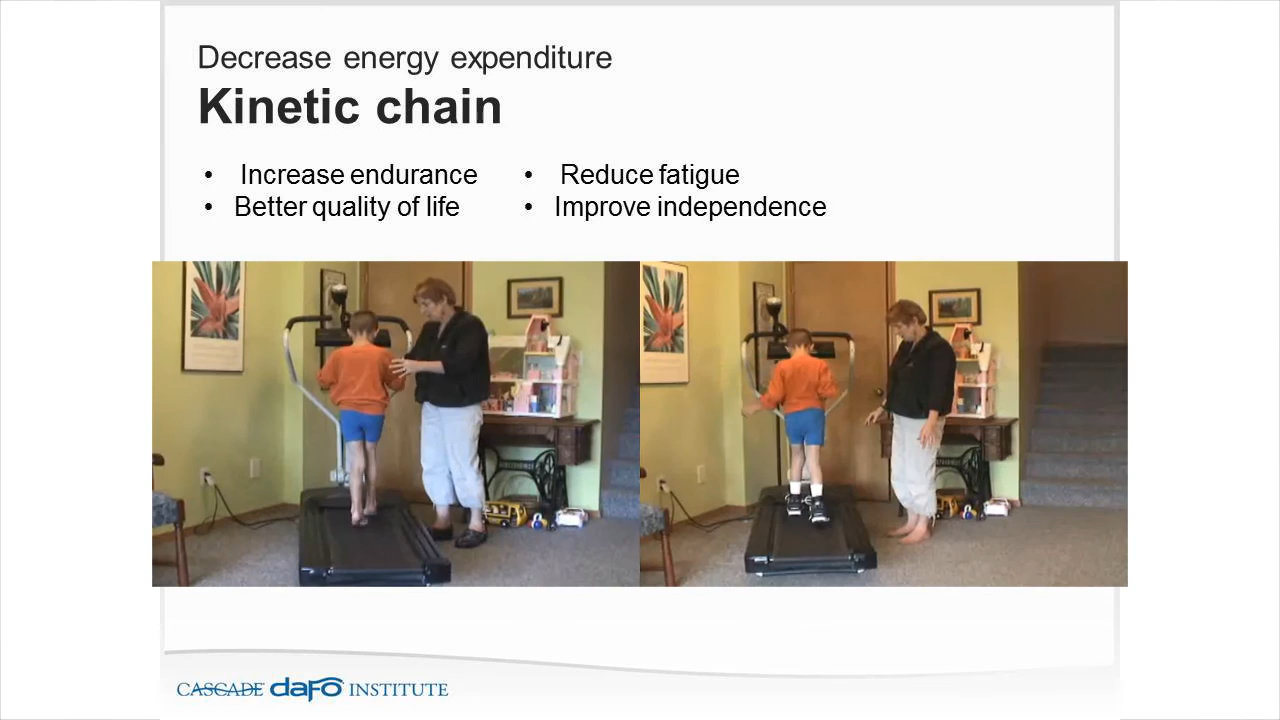 Decrease energy expenditure
Kinetic chain
• Increase endurance
• Better quality of life
• Reduce fatigue
• Improve independence
CASCADE dafo INSTITUTE